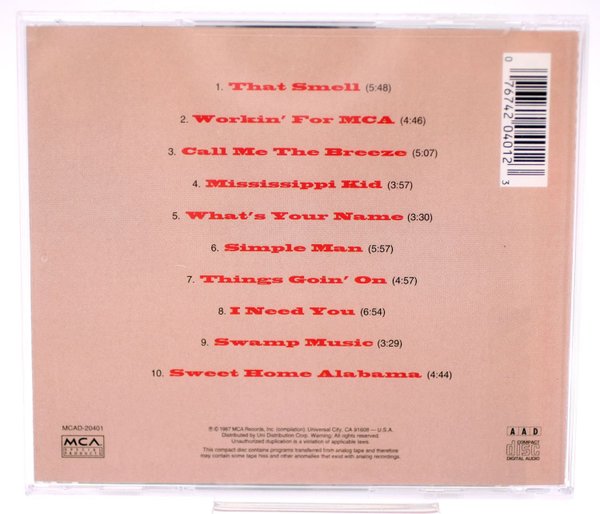 1. That Smell (5:48)
2. Workin' For MCA (4:46)
3. Call Me The Breeze (5:07)
4. Mississippi Kid (3:57)
5. What's Your Name (3:30)
6. Simple Man (5:57)
7. Things Goin' On (4:57)
8. I Need You (6:54)
9. Swamp Music (3:29)
10. Sweet Home Alabama (4:44)
0 76742 04012 3
MCAD-20401
MCA
℗ © 1987 MCA Records, Inc. (compilation). Universal City, CA 91608 — U.S.A.
Distributed by Uni Distribution Corp. Warning: All rights reserved.
Unauthorized duplication is a violation of applicable laws.
This compact disc contains programs transferred from analog tape and therefore
may contain some tape hiss and other anomalies that exist with analog recordings.
AAD
COMPACT
disc
DIGITAL AUDIO